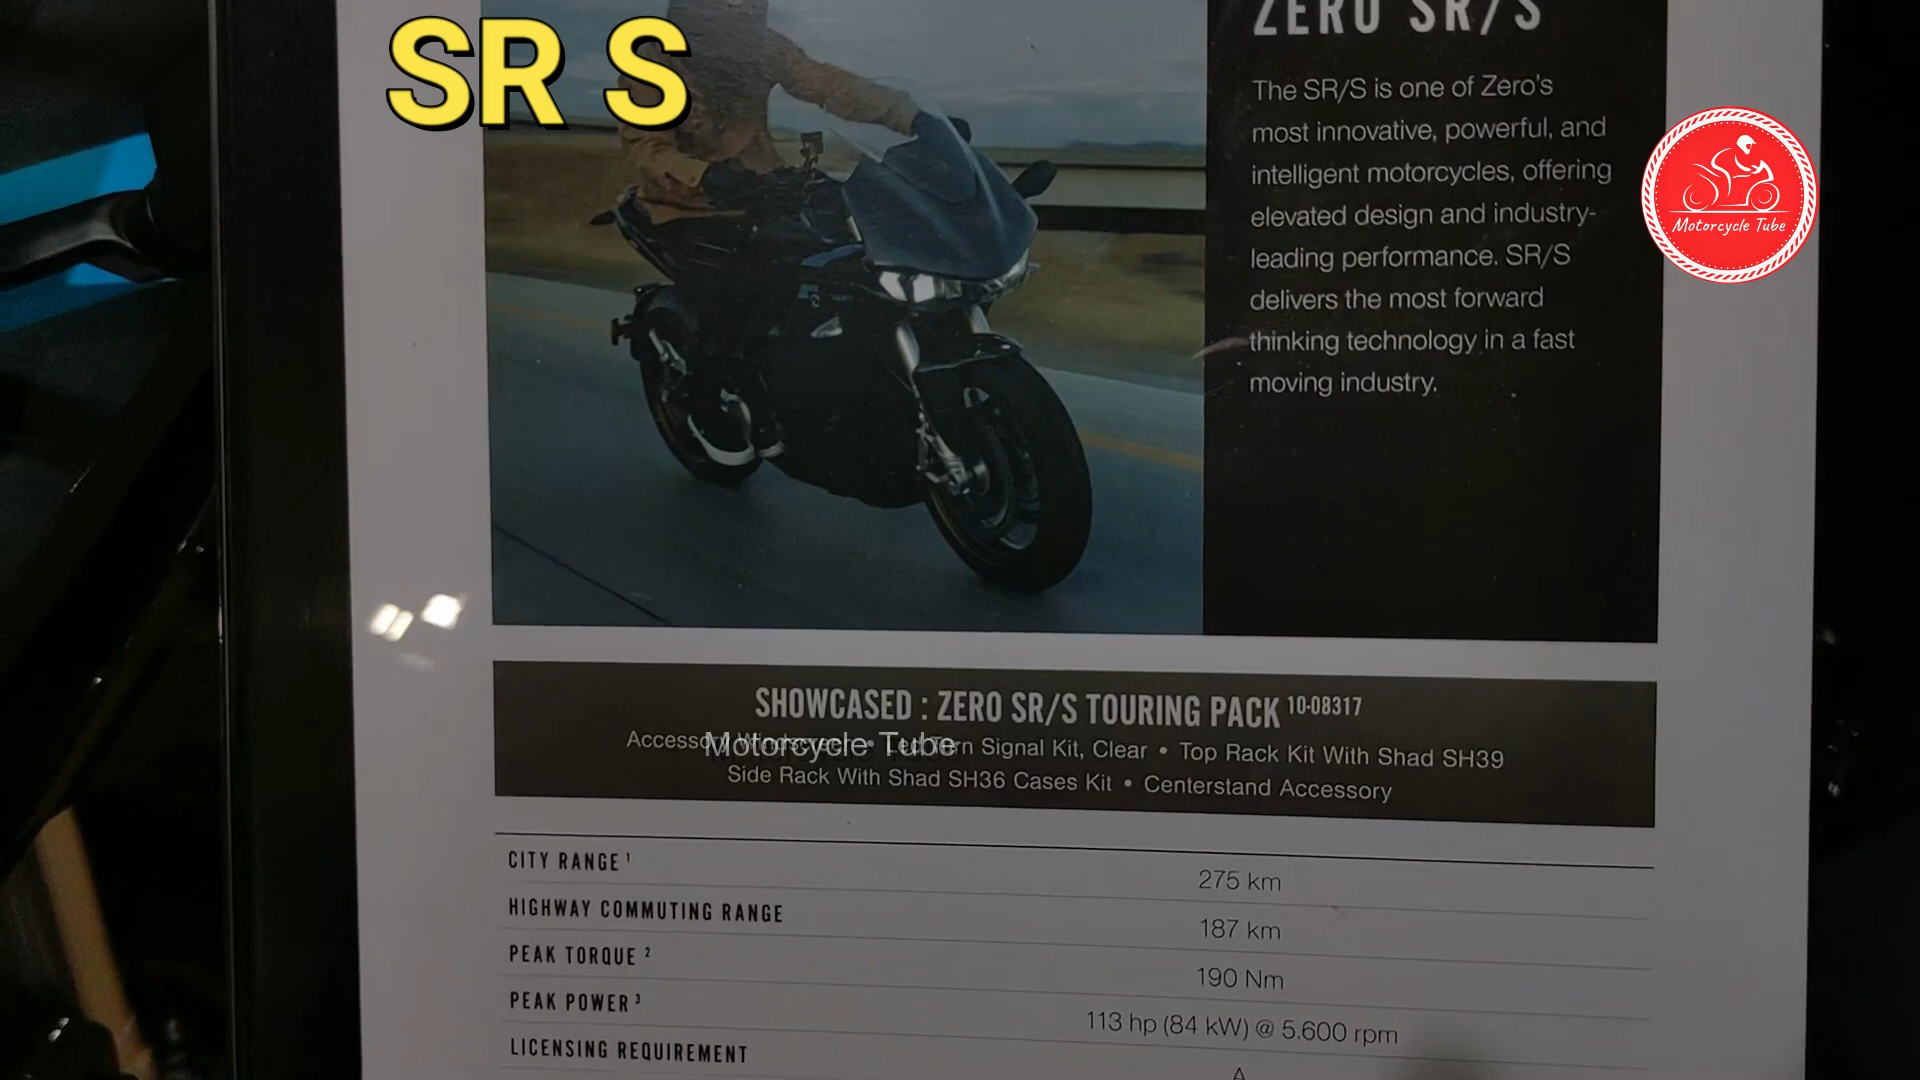 SR S
ZERO SR/S
The SR/S is one of Zero's
most innovative, powerful, and
intelligent motorcycles, offering
elevated design and industry-
leading performance. SR/S
delivers the most forward
thinking technology in a fast
moving industry.
Motorcycle Tube
SHOWCASED : ZERO SR/S TOURING PACK 10-08317
Accessory Windscreen • Led Turn Signal Kit, Clear • Top Rack Kit With Shad SH39
Motorcycle Tube
Side Rack With Shad SH36 Cases Kit • Centerstand Accessory
CITY RANGE 1 275 km
HIGHWAY COMMUTING RANGE 187 km
PEAK TORQUE 2 190 Nm
PEAK POWER 3 113 hp (84 kW) @ 5.600 rpm
LICENSING REQUIREMENT A